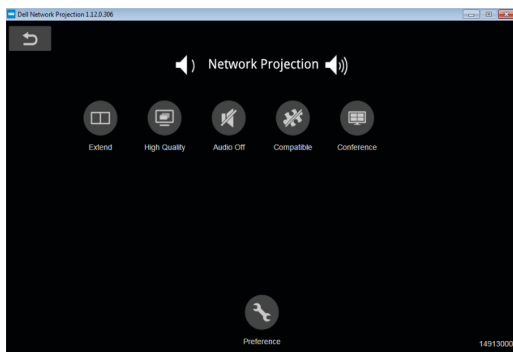 Dell Network Projection 1.12.0.306
Network Projection
Extend High Quality Audio Off Compatible Conference
Preference
14913000